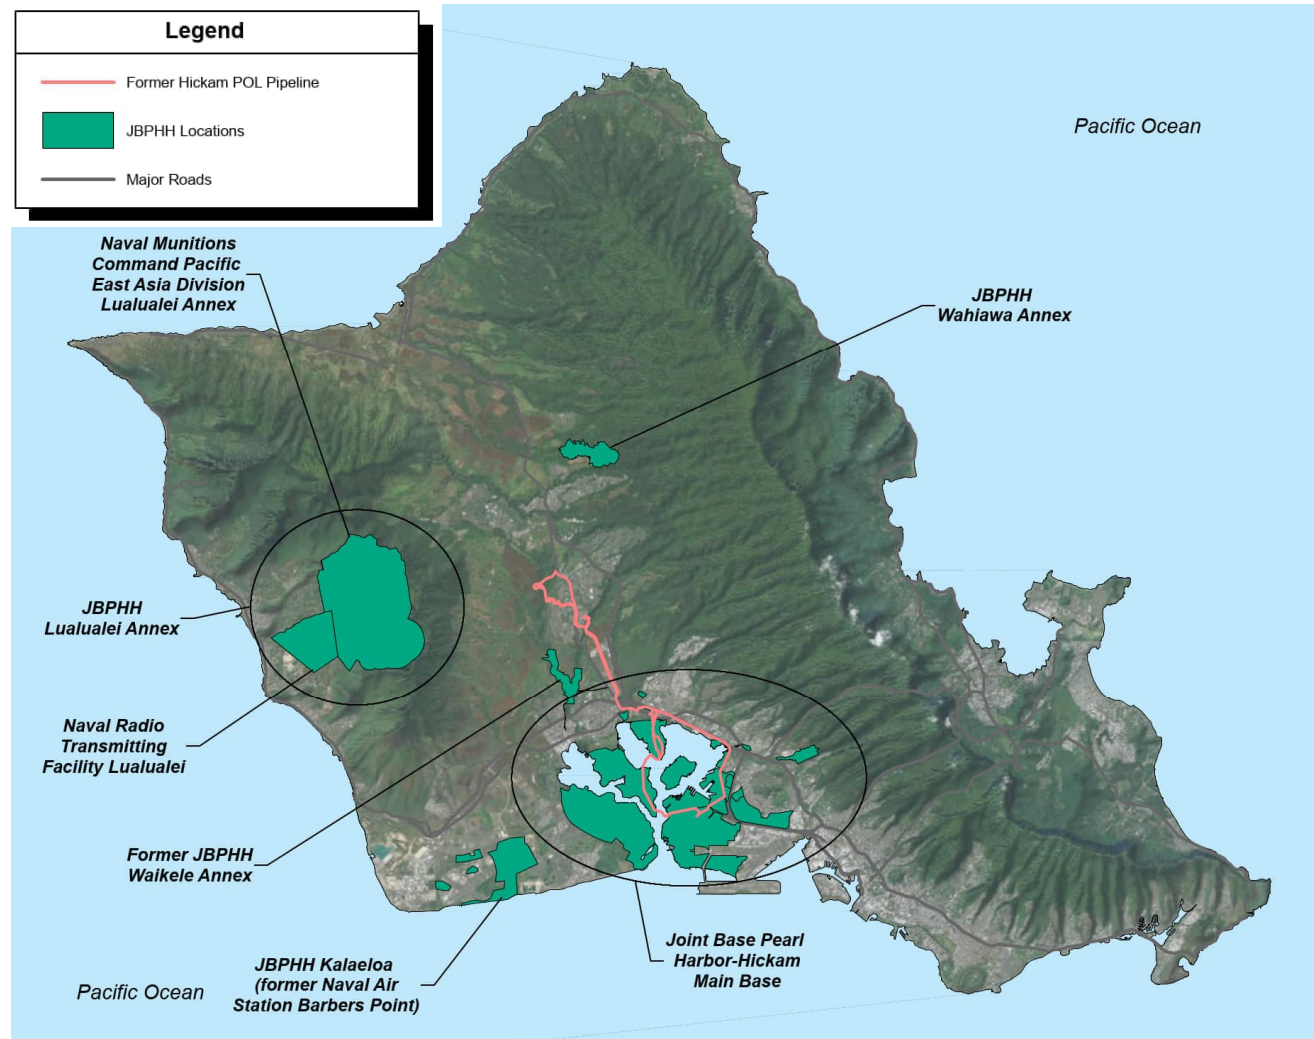 Legend
Former Hickam POL Pipeline
JBPHH Locations
Major Roads
Pacific Ocean
Naval Munitions
Command Pacific
East Asia Division
Lualualei Annex
JBPHH
Wahiawa Annex
JBPHH
Lualualei Annex
Naval Radio
Transmitting
Facility Lualualei
Former JBPHH
Waikele Annex
Joint Base Pearl
Harbor-Hickam
Main Base
JBPHH Kalaeloa
(former Naval Air
Station Barbers Point)
Pacific Ocean